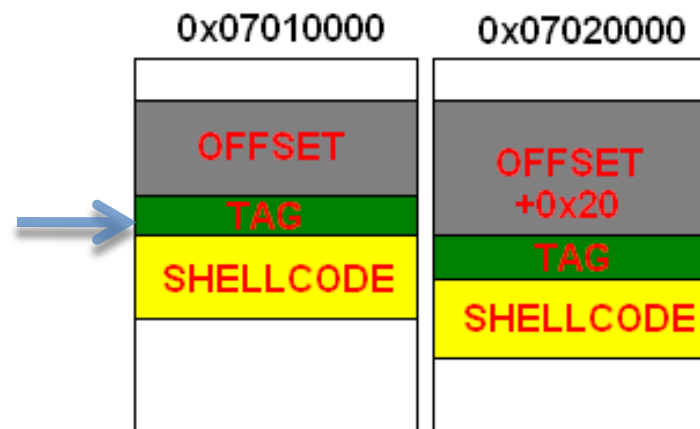 0x07010000
0x07020000
OFFSET
TAG
SHELLCODE
OFFSET
+0x20
TAG
SHELLCODE